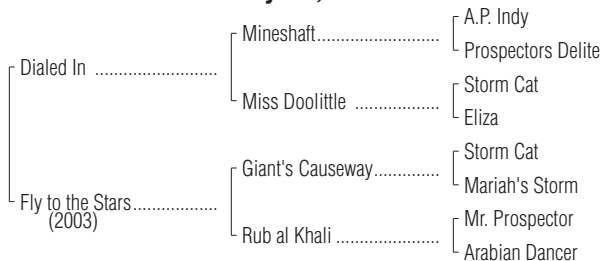 A.P. Indy
Mineshaft
Prospectors Delite
Dialed In
Storm Cat
Miss Doolittle
Eliza
Storm Cat
Giant's Causeway
Mariah's Storm
Fly to the Stars
(2003)
Mr. Prospector
Rub al Khali
Arabian Dancer